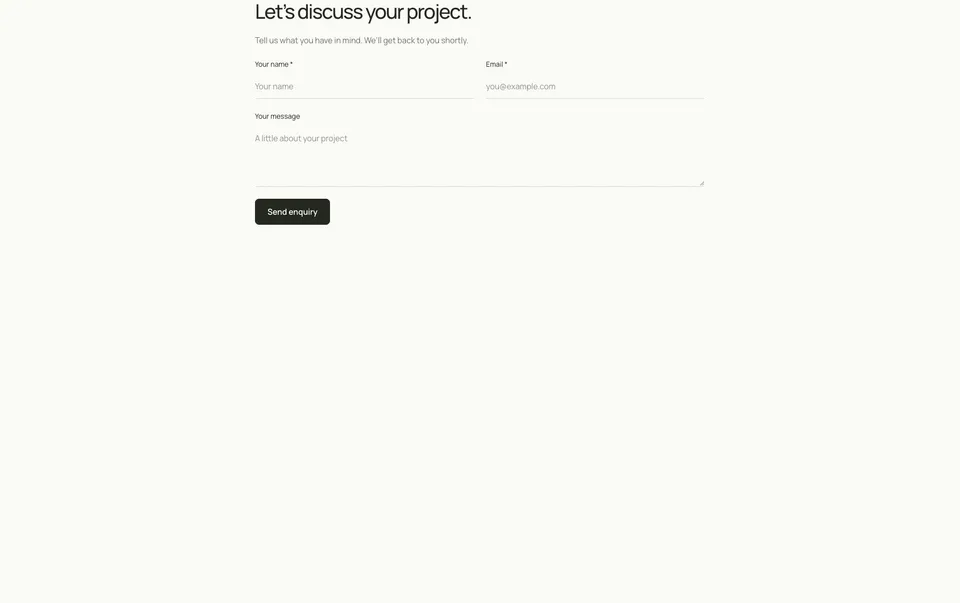 Let's discuss your project.
Tell us what you have in mind. We'll get back to you shortly.
Your name *
Email *
Your name
you@example.com
Your message
A little about your project
Send enquiry